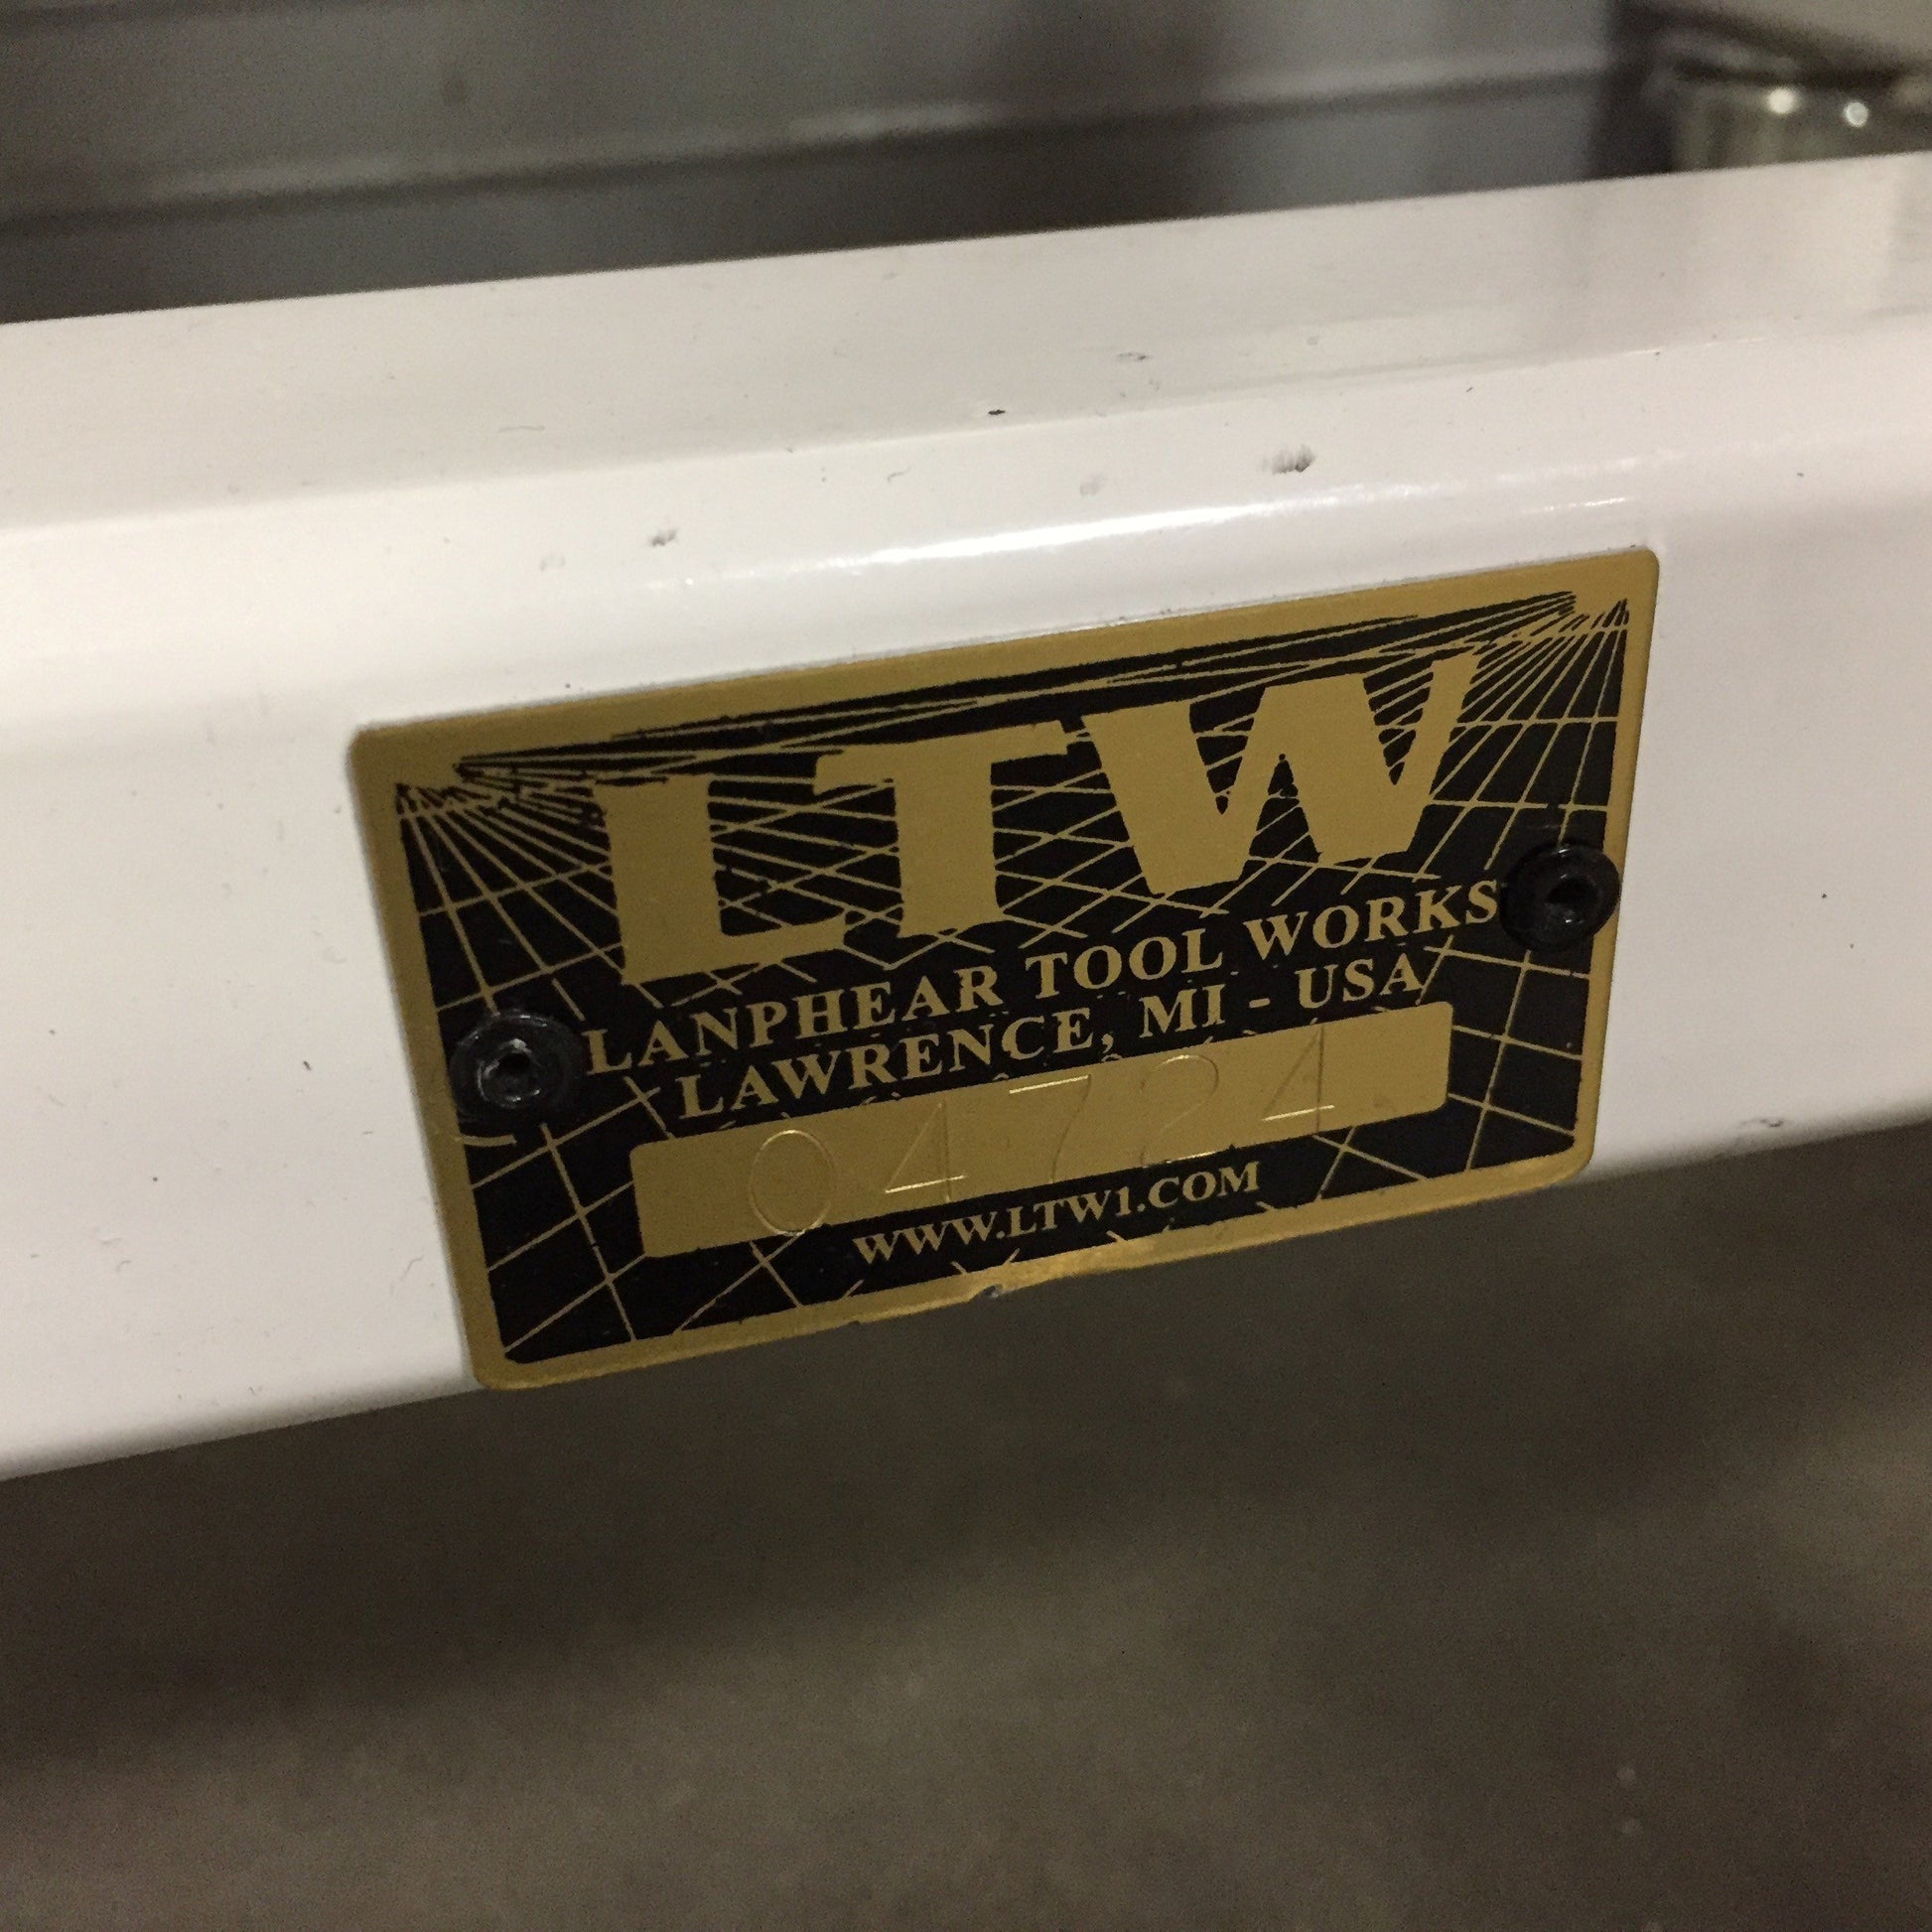 LTW
LANPHEAR TOOL WORKS
LAWRENCE, MI - USA
04724
WWW.LTW1.COM